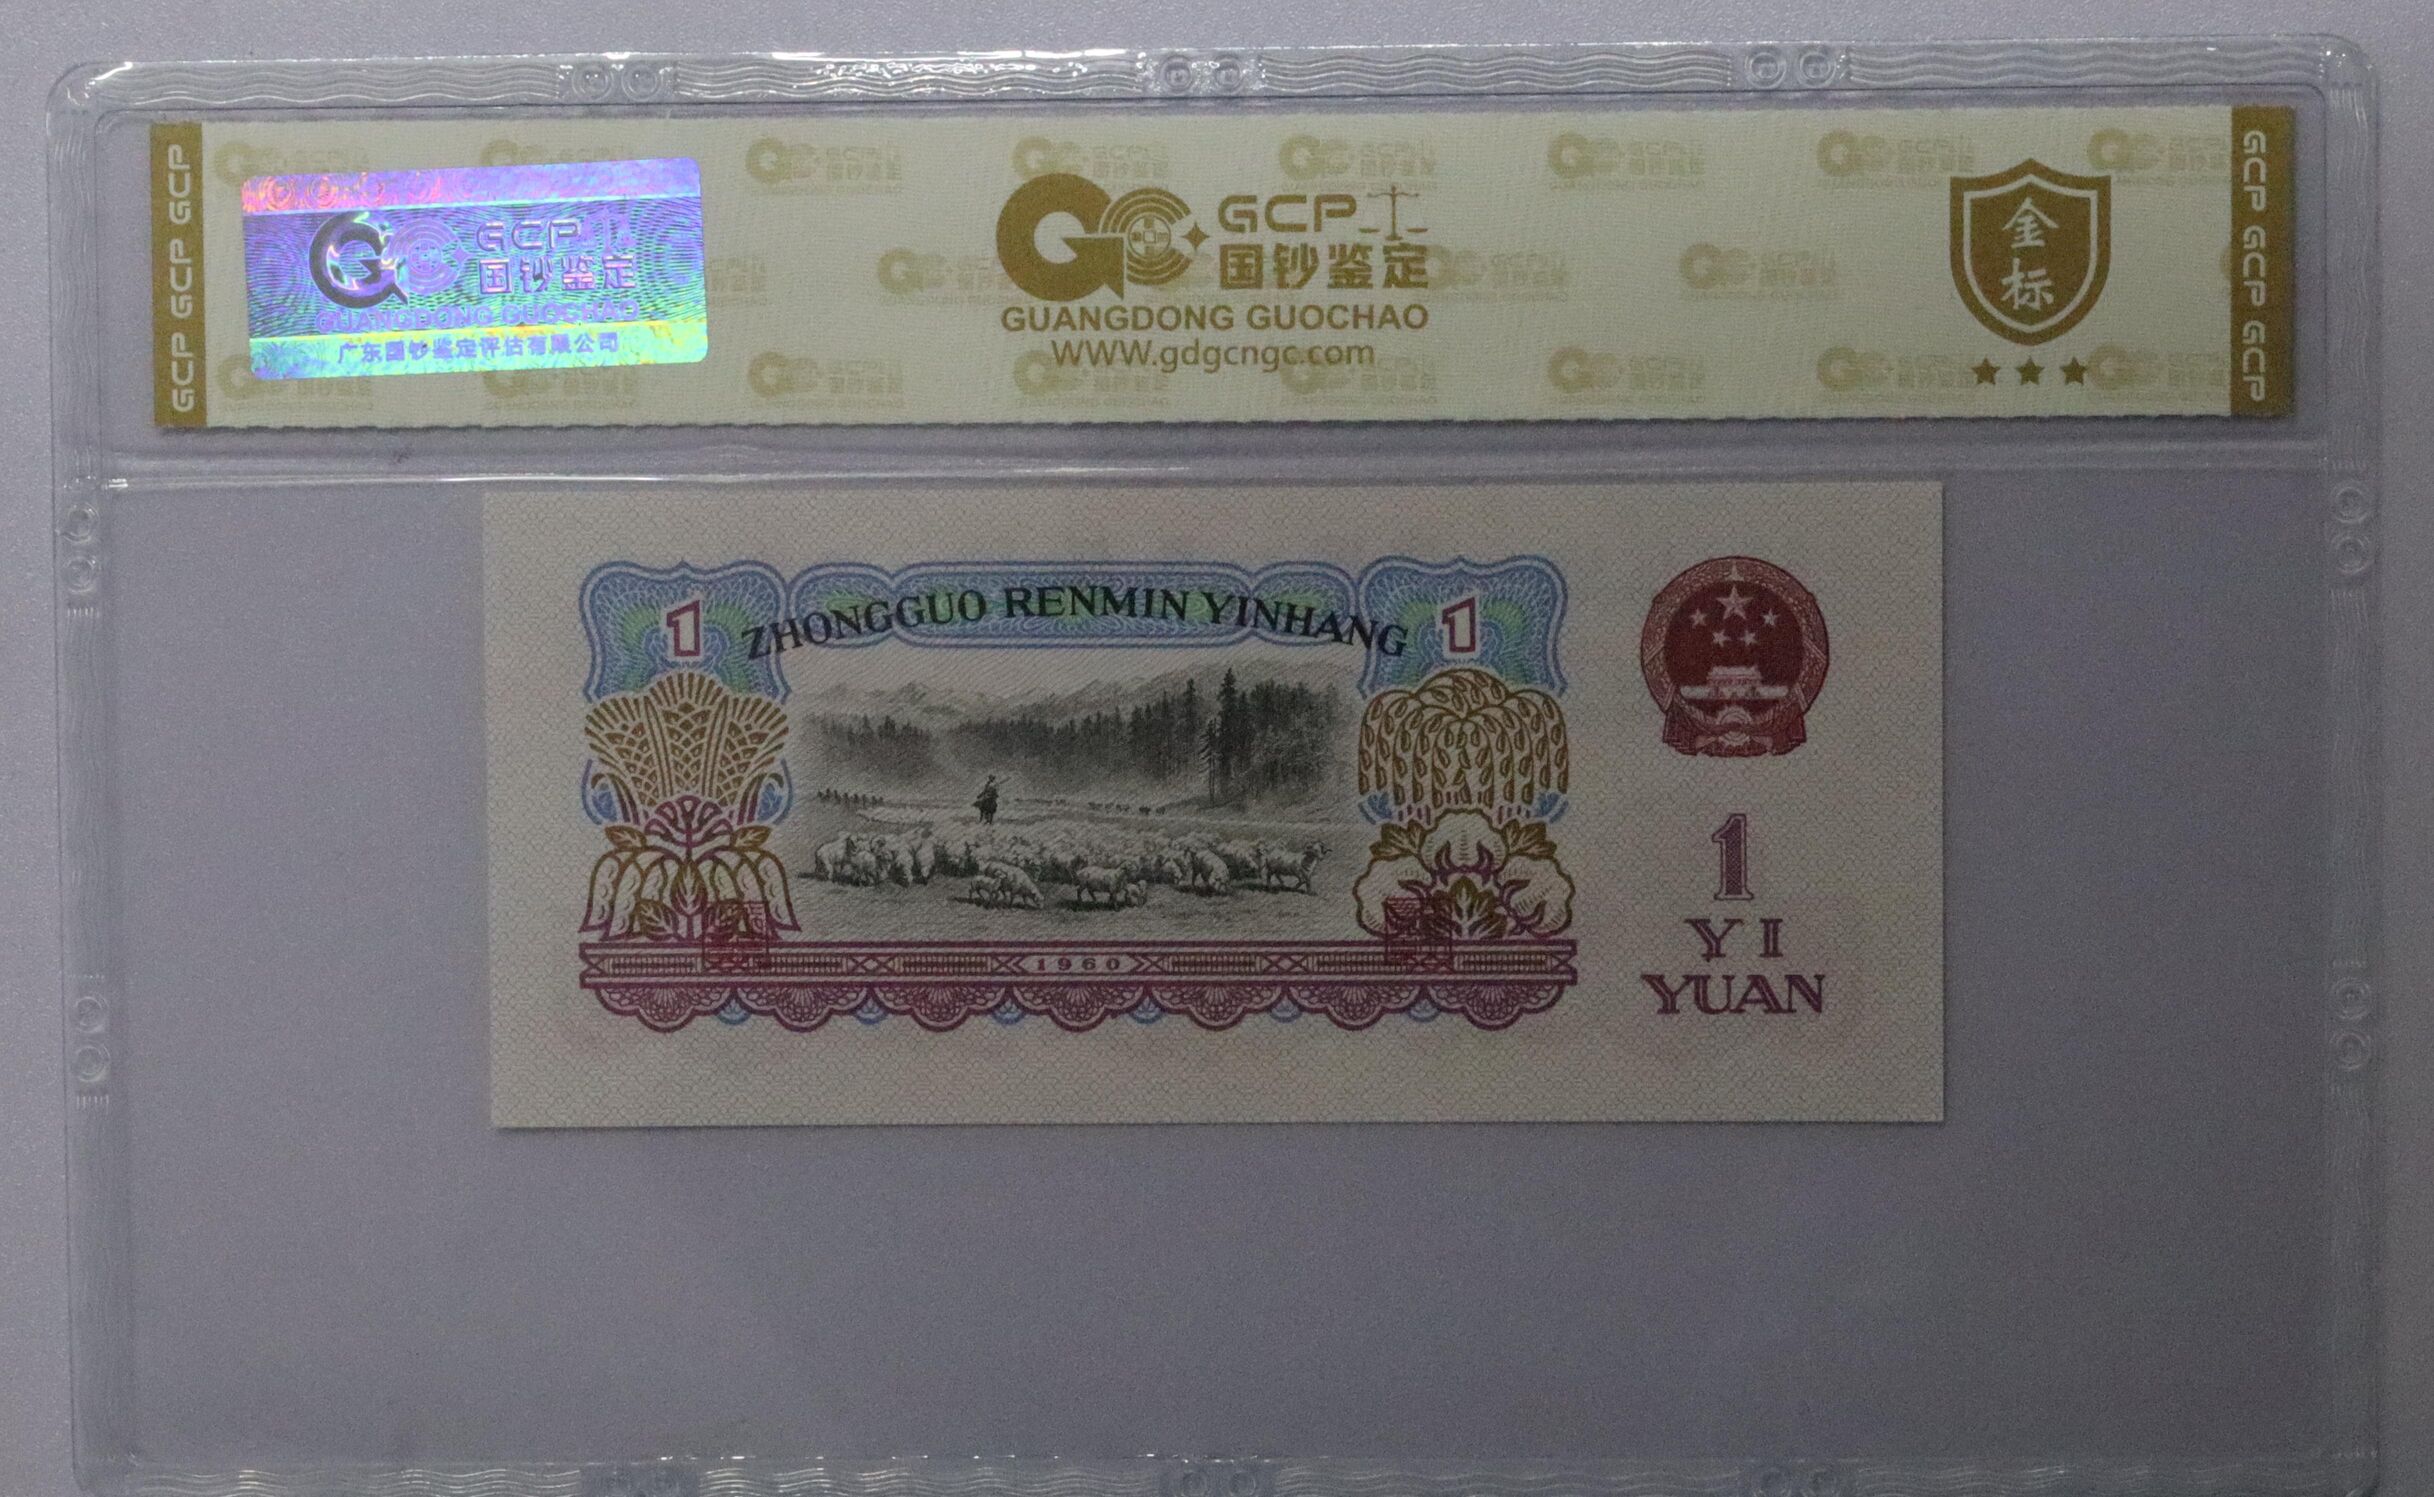 GCP GCP GCP
GCP
国钞鉴定
GUANGDONG GUOCHAO
广东国钞鉴定评估有限公司
GCP
国钞鉴定
GUANGDONG GUOCHAO
WWW.gdgcngc.com
金
标
GCP GCP GCP
ZHONGGUO RENMIN YINHANG
1
1
1960
1
YI
YUAN